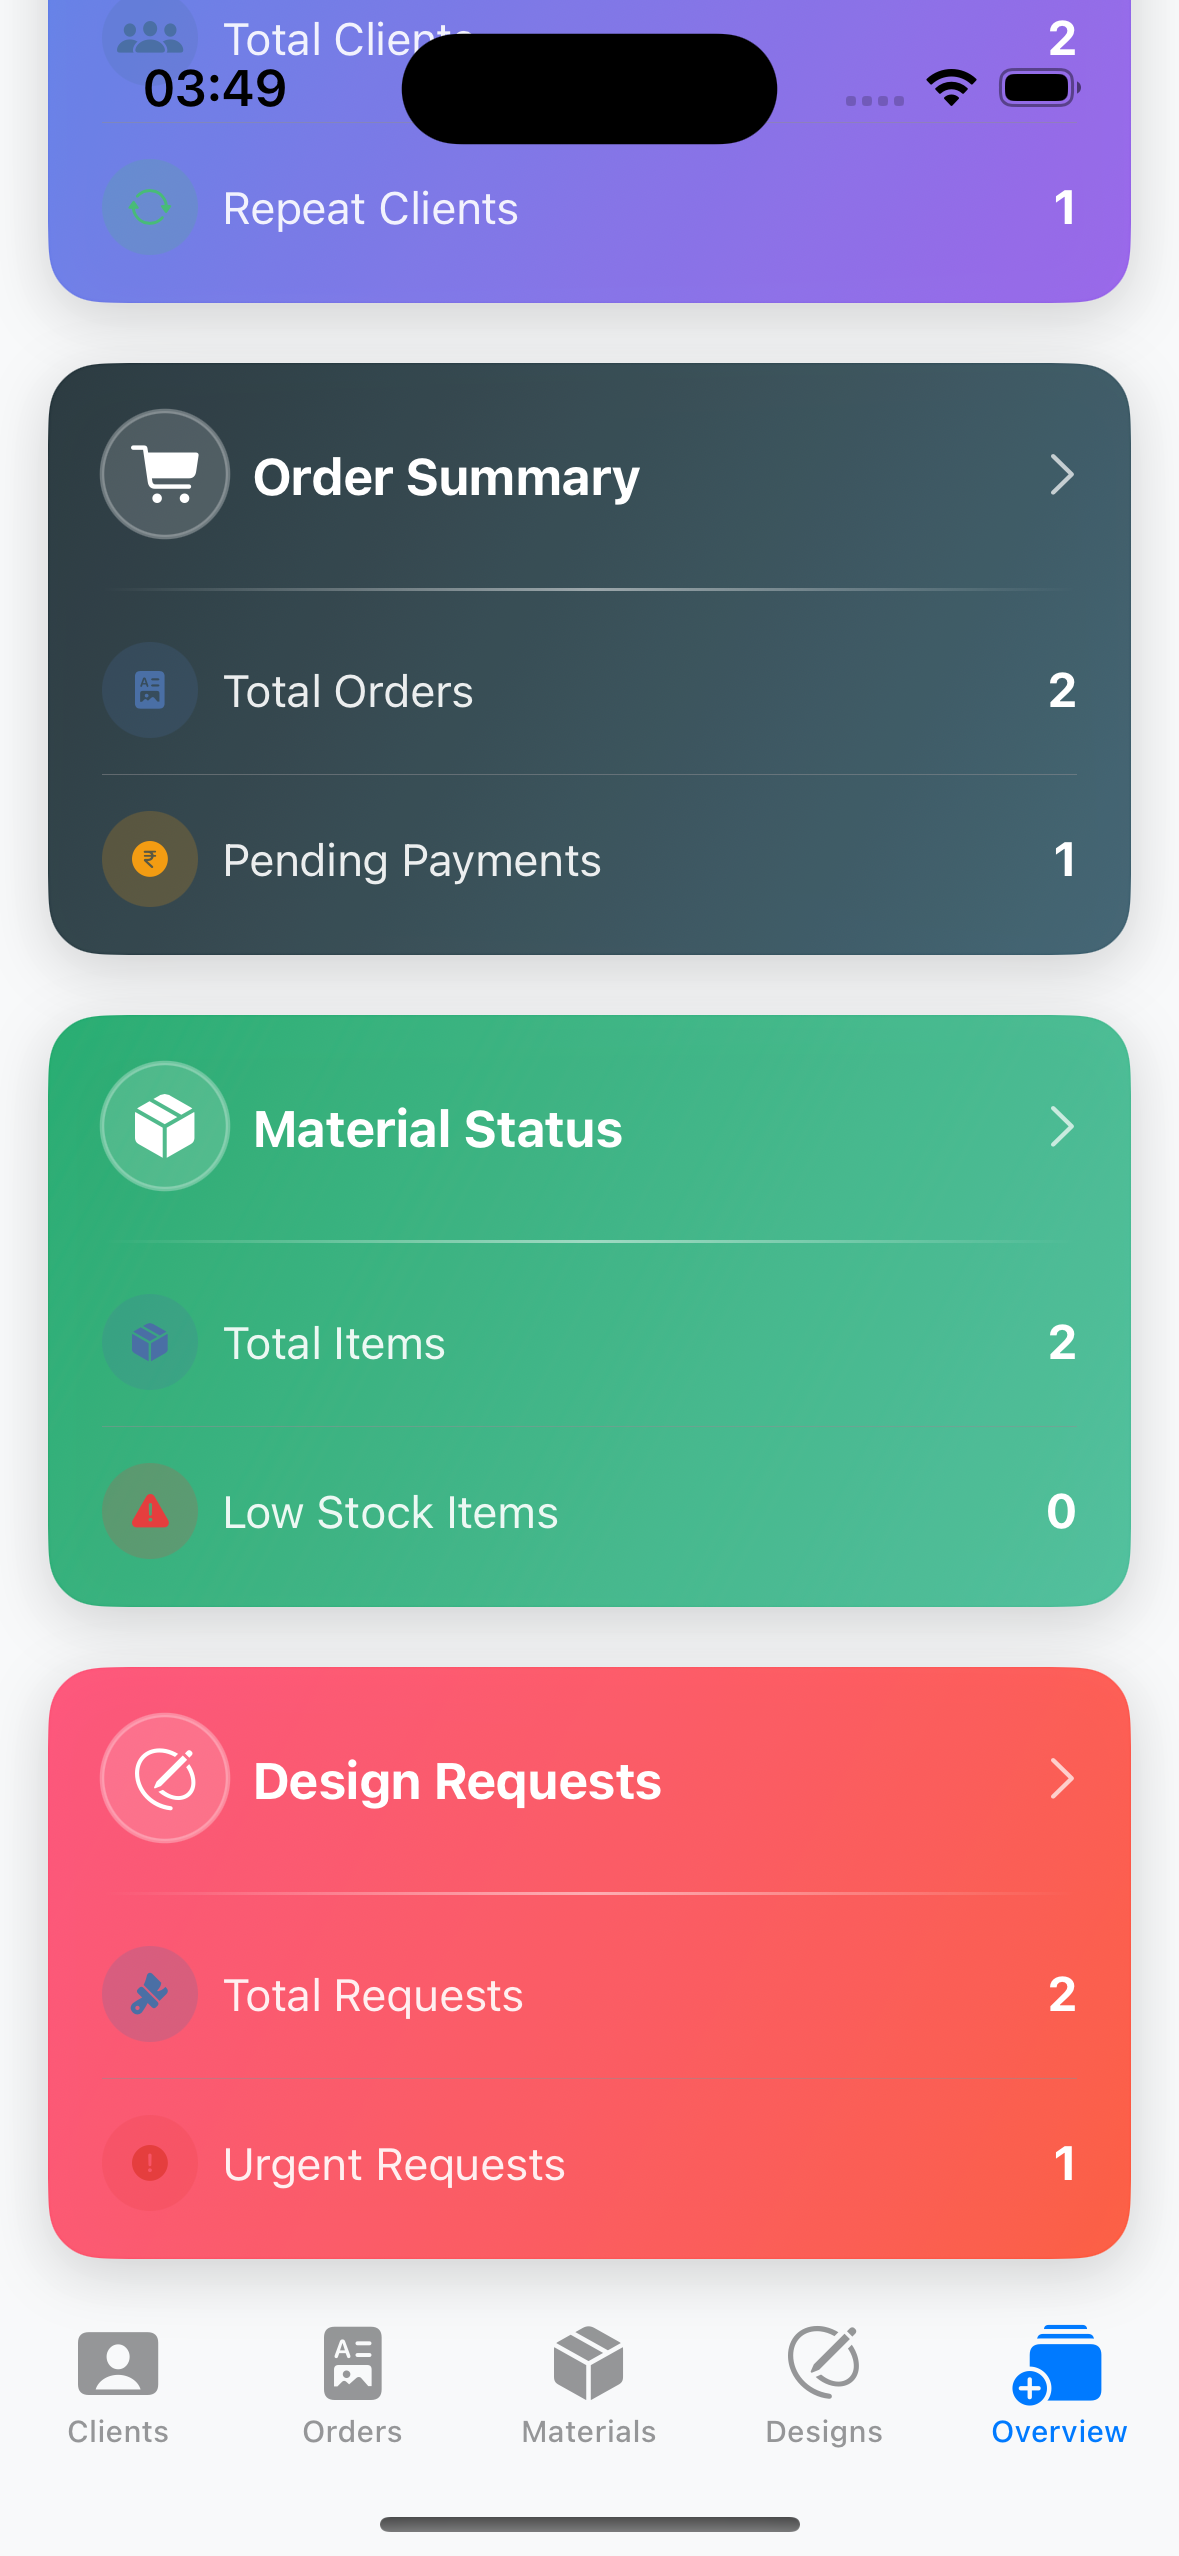 Total Clients 2
03:49
Repeat Clients 1
Order Summary
Total Orders 2
₹ Pending Payments 1
Material Status
Total Items 2
Low Stock Items 0
Design Requests
Total Requests 2
Urgent Requests 1
Clients Orders Materials Designs Overview